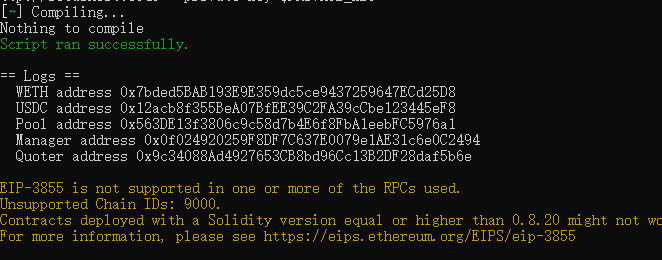 [⠒] Compiling...
Nothing to compile
Script ran successfully.
== Logs ==
WETH address 0x7bded5BAB193E9E359dc5ce9437259647ECd25D8
USDC address 0x12acb8f355BeA07BfEE39C2FA39cCbe123445eF8
Pool address 0x563DE13f3806c9c58d7b4E6f8FbA1eebFC5976a1
Manager address 0x0f024920259F8DF7C637E0079e1AE31c6e0C2494
Quoter address 0x9c34088Ad4927653CB8bd96Cc13B2DF28daf5b6e
EIP-3855 is not supported in one or more of the RPCs used.
Unsupported Chain IDs: 9000.
Contracts deployed with a Solidity version equal or higher than 0.8.20 might not wo
For more information, please see https://eips.ethereum.org/EIPS/eip-3855